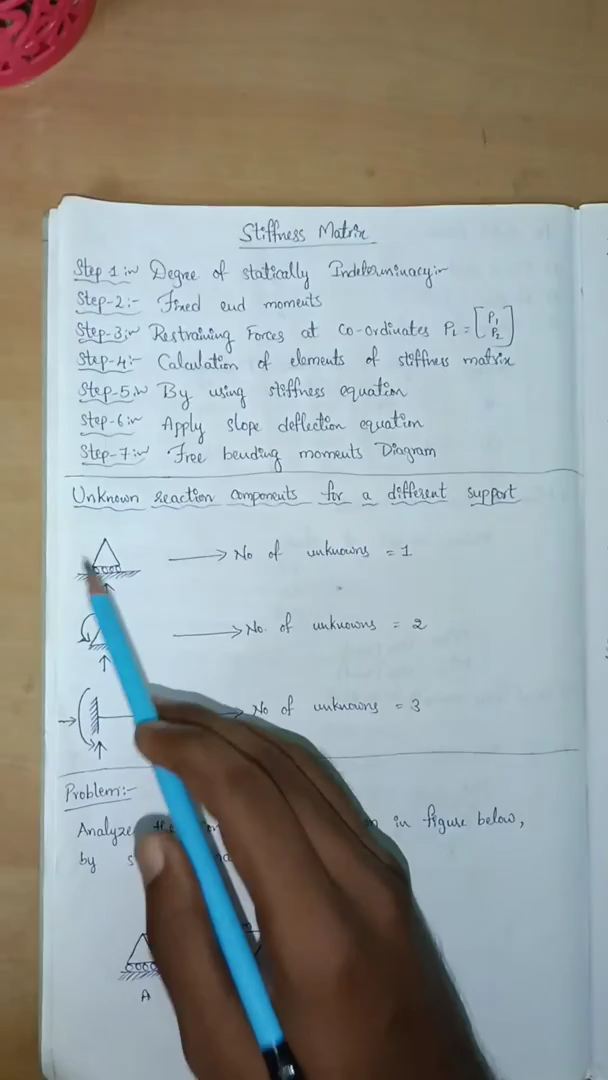 Stiffness Matrix
Step 1:- Degree of statically Indeterminacy:-
Step-2:- Fixed end moments
Step-3:- Restraining Forces at co-ordinates PL = [P1 P2]
Step-4:- Calculation of elements of stiffness matrix
Step-5:- By using stiffness equation
Step-6:- Apply slope deflection equation
Step-7:- Free bending moments Diagram
Unknown reaction components for a different support
No of unknowns = 1
No. of unknowns = 2
No of unknowns = 3
Problem:-
Analyze in figure below,
by
A